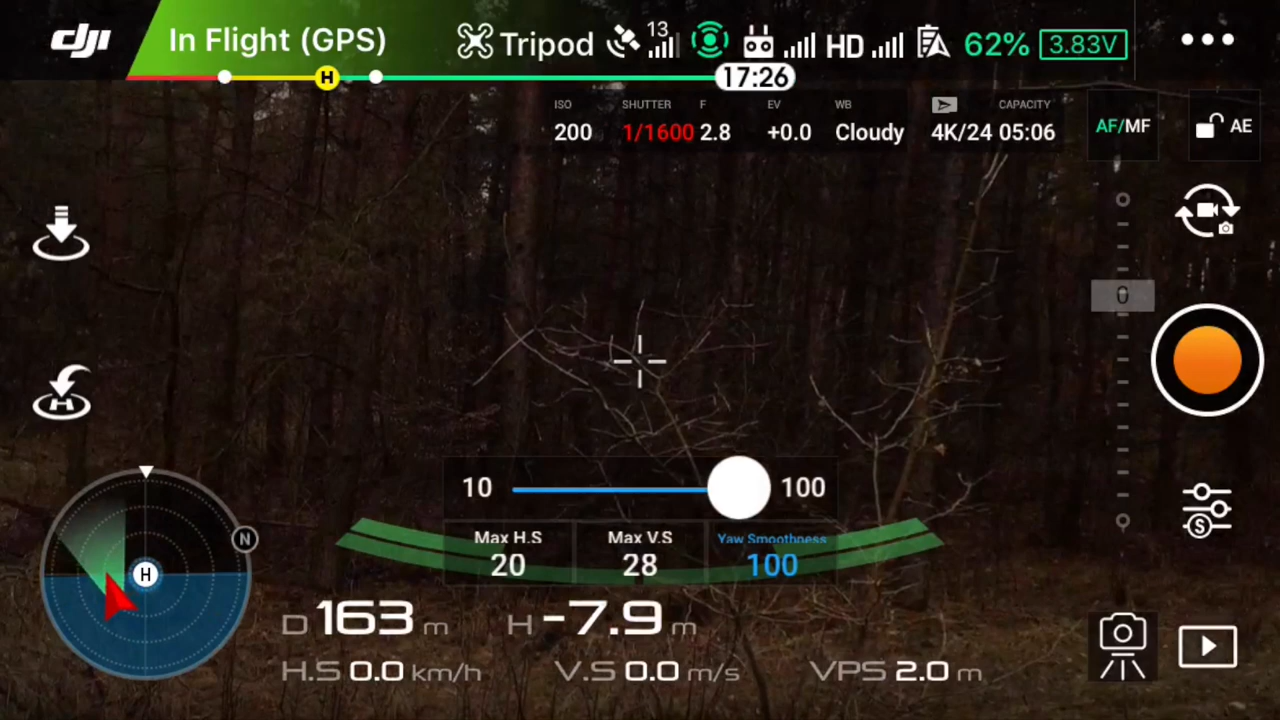 dji In Flight (GPS) Tripod 13 HD 62% 3.83V
H 17:26
ISO SHUTTER F EV WB CAPACITY
200 1/1600 2.8 +0.0 Cloudy 4K/24 05:06 AF/MF AE
0
S
10 100
Max H.S Max V.S Yaw Smoothness
20 28 100
N
H
D 163 m H -7.9 m
H.S 0.0 km/h V.S 0.0 m/s VPS 2.0 m